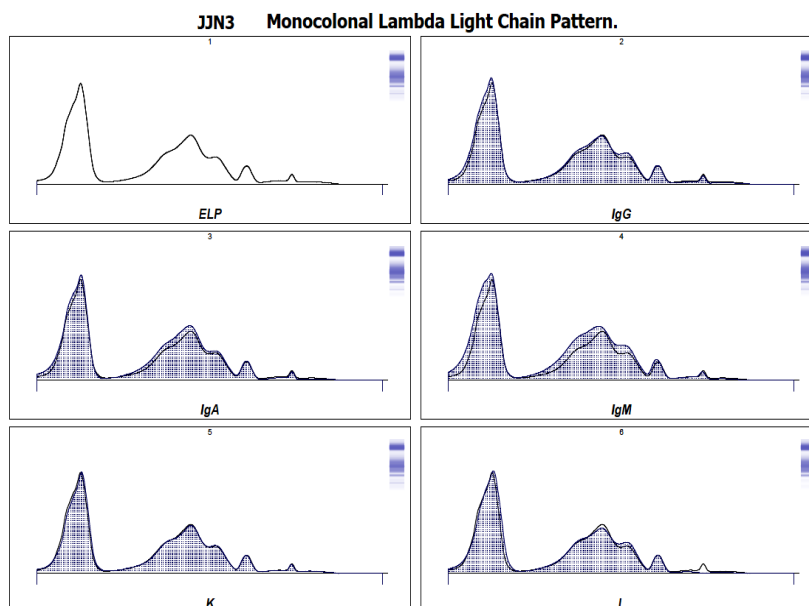 JJN3 Monocolonal Lambda Light Chain Pattern.
1 2
ELP IgG
3 4
IgA IgM
5 6
K L